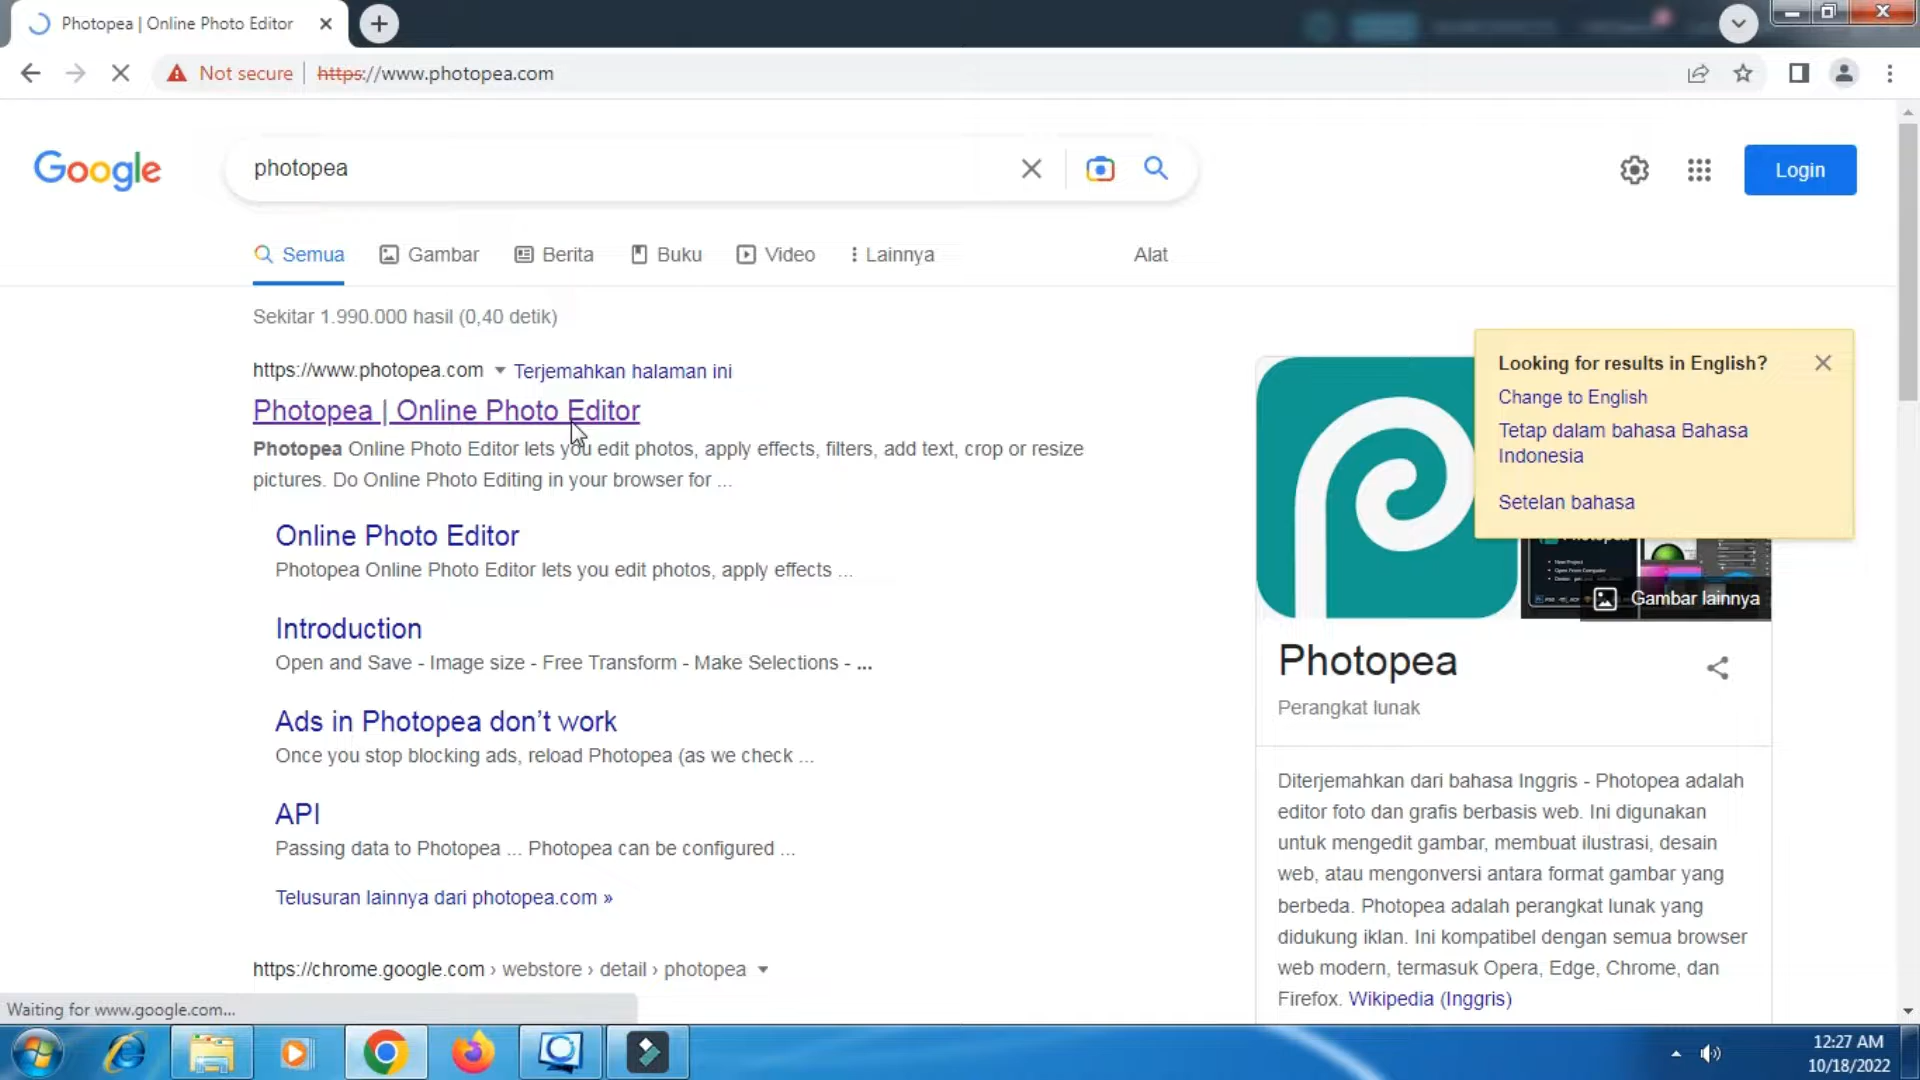 Photopea | Online Photo Editor
Not secure
https://www.photopea.com
Google
photopea
Login
Semua
Gambar
Berita
Buku
Video
Lainnya
Alat
Sekitar 1.990.000 hasil (0,40 detik)
https://www.photopea.com
Terjemahkan halaman ini
Photopea | Online Photo Editor
Photopea Online Photo Editor lets you edit photos, apply effects, filters, add text, crop or resize
pictures. Do Online Photo Editing in your browser for ...
Online Photo Editor
Photopea Online Photo Editor lets you edit photos, apply effects ...
Introduction
Open and Save - Image size - Free Transform - Make Selections - ...
Ads in Photopea don’t work
Once you stop blocking ads, reload Photopea (as we check ...
API
Passing data to Photopea ... Photopea can be configured ...
Telusuran lainnya dari photopea.com »
https://chrome.google.com › webstore › detail › photopea
Looking for results in English?
Change to English
Tetap dalam bahasa Bahasa
Indonesia
Setelan bahasa
Gambar lainnya
Photopea
Perangkat lunak
Diterjemahkan dari bahasa Inggris - Photopea adalah
editor foto dan grafis berbasis web. Ini digunakan
untuk mengedit gambar, membuat ilustrasi, desain
web, atau mengonversi antara format gambar yang
berbeda. Photopea adalah perangkat lunak yang
didukung iklan. Ini kompatibel dengan semua browser
web modern, termasuk Opera, Edge, Chrome, dan
Firefox. Wikipedia (Inggris)
Waiting for www.google.com...
12:27 AM
10/18/2022